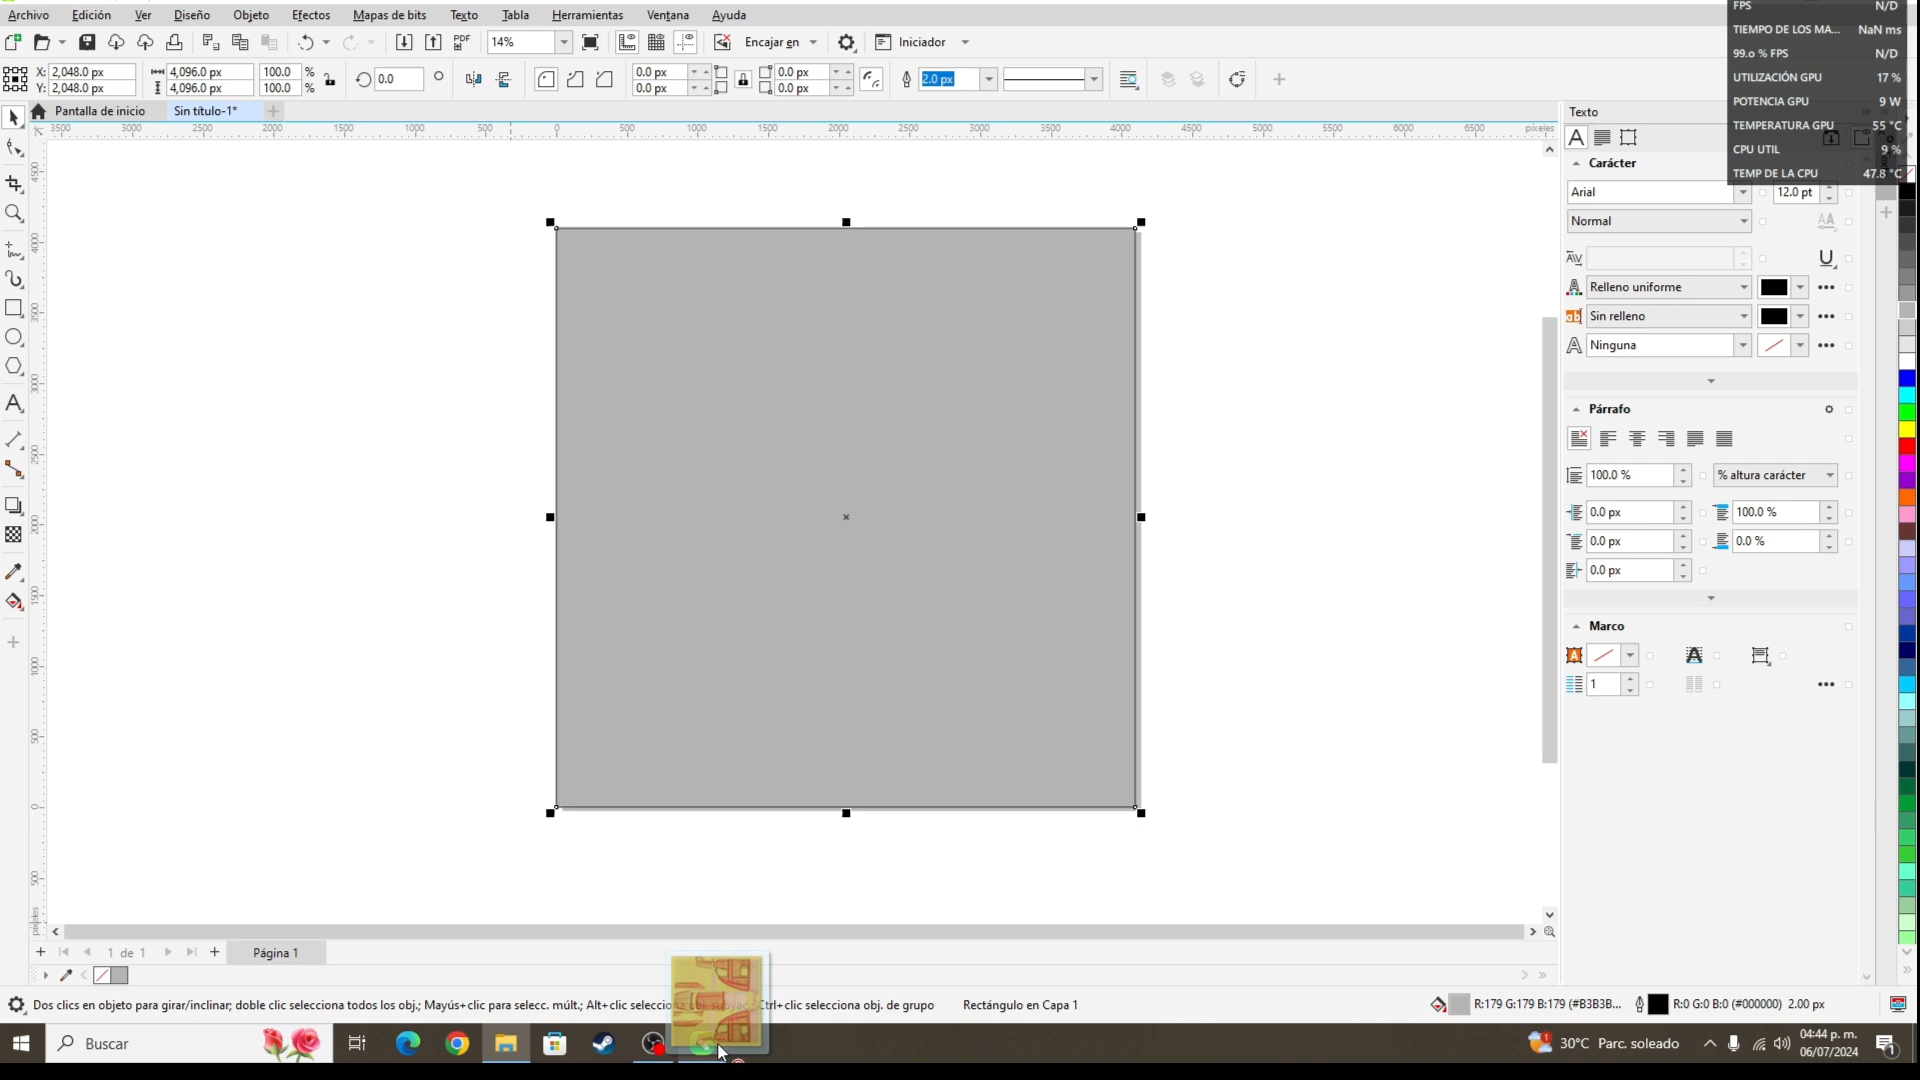 Archivo Edición Ver Diseño Objeto Efectos Mapas de bits Texto Tabla Herramientas Ventana Ayuda
FPS N/D
TIEMPO DE LOS MA... NaN ms
99.o % FPS N/D
UTILIZACIÓN GPU 17 %
POTENCIA GPU 9 W
TEMPERATURA GPU 55 °C
CPU UTIL 9 %
TEMP DE LA CPU 47.8 °C
PDF 14% Encajar en Iniciador
X: 2,048.0 px 4,096.0 px 100.0 % 0.0 ° 0.0 px 0.0 px 2.0 px
Y: 2,048.0 px 4,096.0 px 100.0 % 0.0 px 0.0 px
Pantalla de inicio Sin título-1*
3500 3000 2500 2000 1500 1000 500 0 500 1000 1500 2000 2500 3000 3500 4000 4500 5000 5500 6000 6500 píxeles
4500
4000
3500
3000
2500
2000
1500
1000
500
0
500
píxeles
Texto
Carácter
Arial 12.0 pt
Normal
Relleno uniforme
Sin relleno
Ninguna
Párrafo
100.0 % % altura carácter
0.0 px 100.0 %
0.0 px 0.0 %
0.0 px
Marco
1
1 de 1 Página 1
Dos clics en objeto para girar/inclinar; doble clic selecciona todos los obj.; Mayús+clic para selecc. múlt.; Alt+clic selecciona obj. subyac.; Ctrl+clic selecciona obj. de grupo Rectángulo en Capa 1 R:179 G:179 B:179 (#B3B3B... R:0 G:0 B:0 (#000000) 2.00 px
Buscar 30°C Parc. soleado 04:44 p. m.
06/07/2024
1